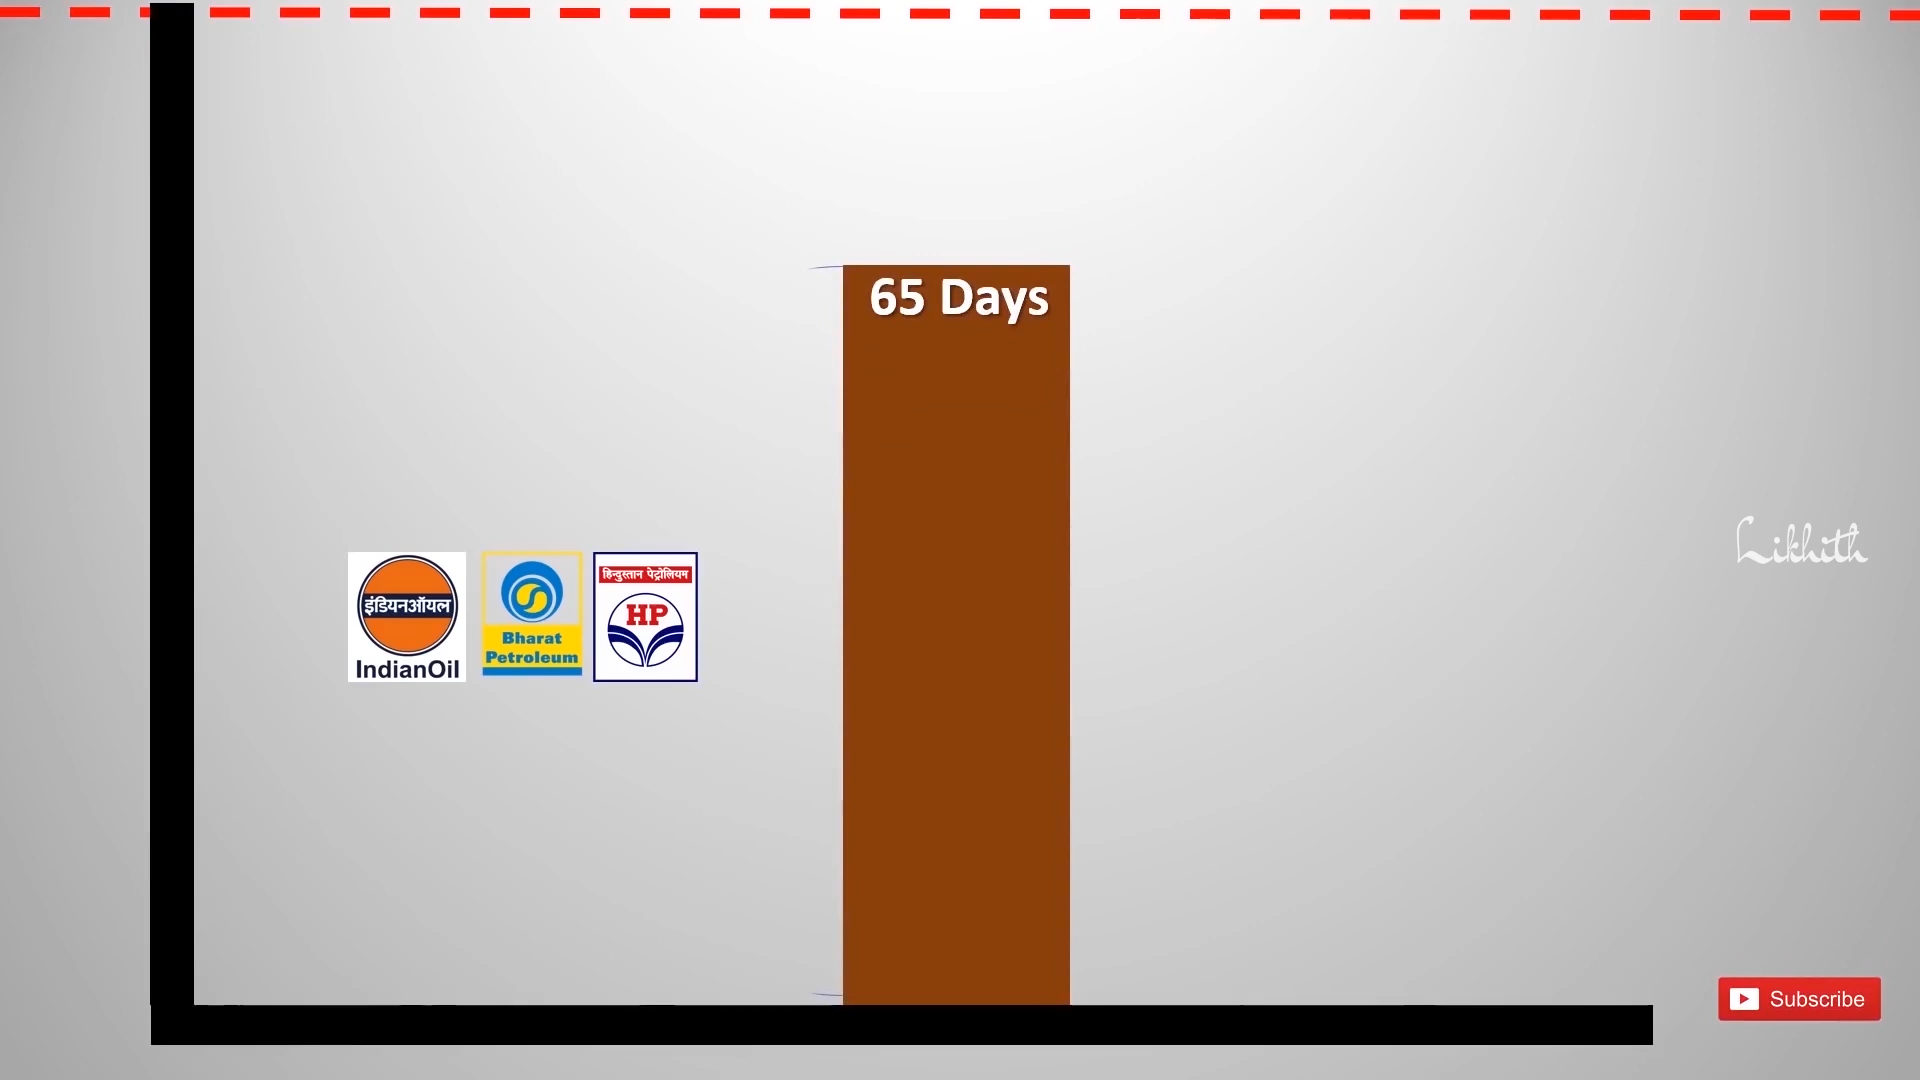 65 Days
इंडियनऑयल
IndianOil
Bharat
Petroleum
हिन्दुस्तान पेट्रोलियम
HP
Likhith
Subscribe